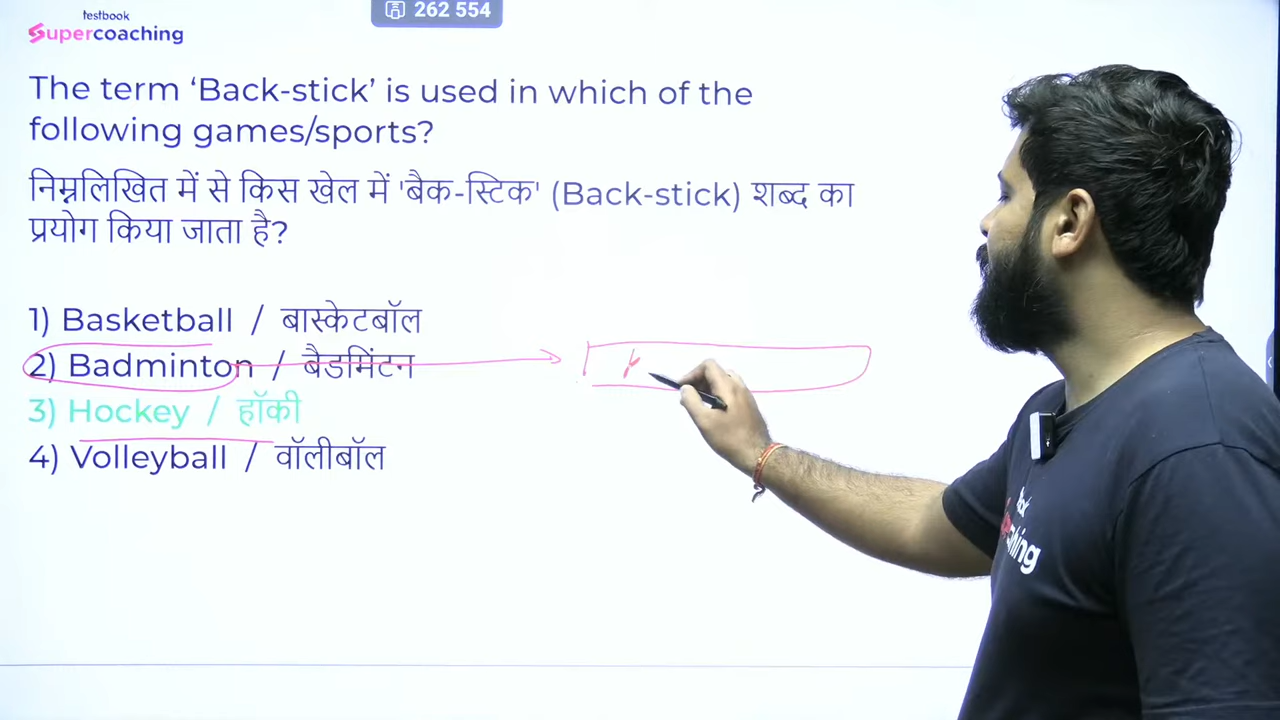 testbook
Supercoaching
262 554
The term ‘Back-stick’ is used in which of the
following games/sports?
निम्नलिखित में से किस खेल में 'बैक-स्टिक' (Back-stick) शब्द का
प्रयोग किया जाता है?
1) Basketball / बास्केटबॉल
2) Badminton / बैडमिंटन
3) Hockey / हॉकी
4) Volleyball / वॉलीबॉल